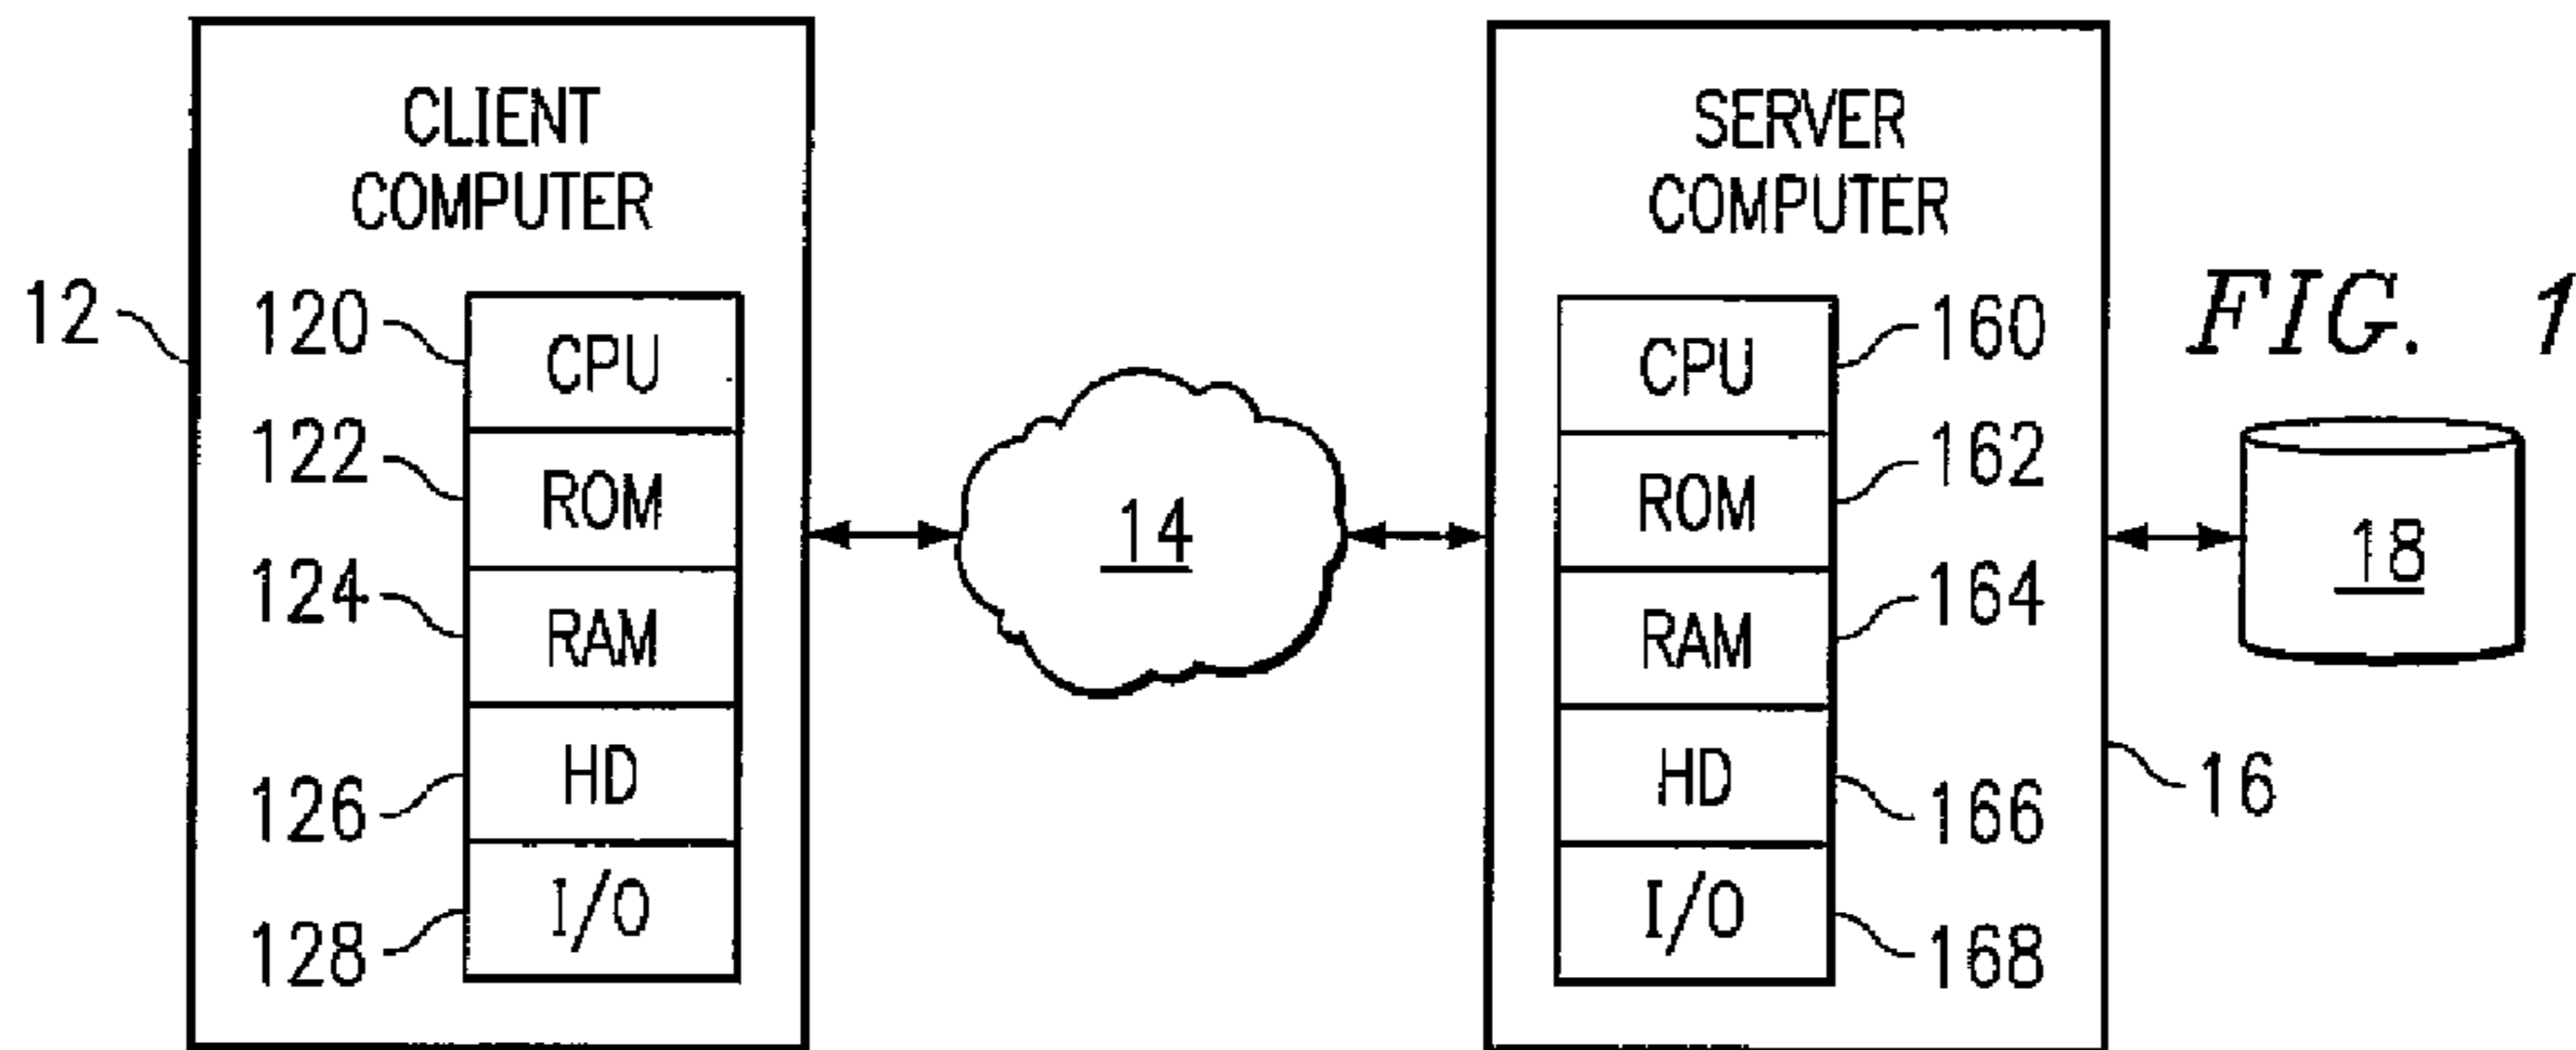 CLIENT
COMPUTER
12
120
CPU
122
ROM
124
RAM
126
HD
128
I/O
14
SERVER
COMPUTER
CPU
160
ROM
162
RAM
164
HD
166
I/O
168
16
FIG. 1
18